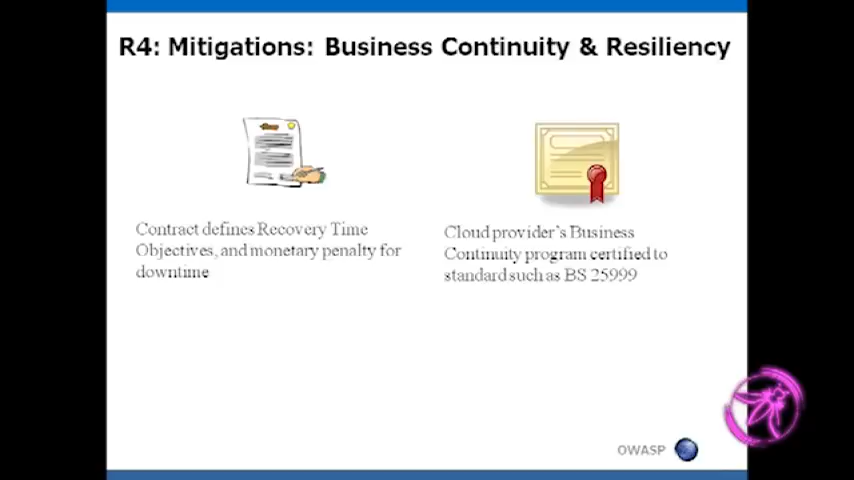 R4: Mitigations: Business Continuity & Resiliency
Contract defines Recovery Time
Objectives, and monetary penalty for
downtime
Cloud provider's Business
Continuity program certified to
standard such as BS 25999
OWASP